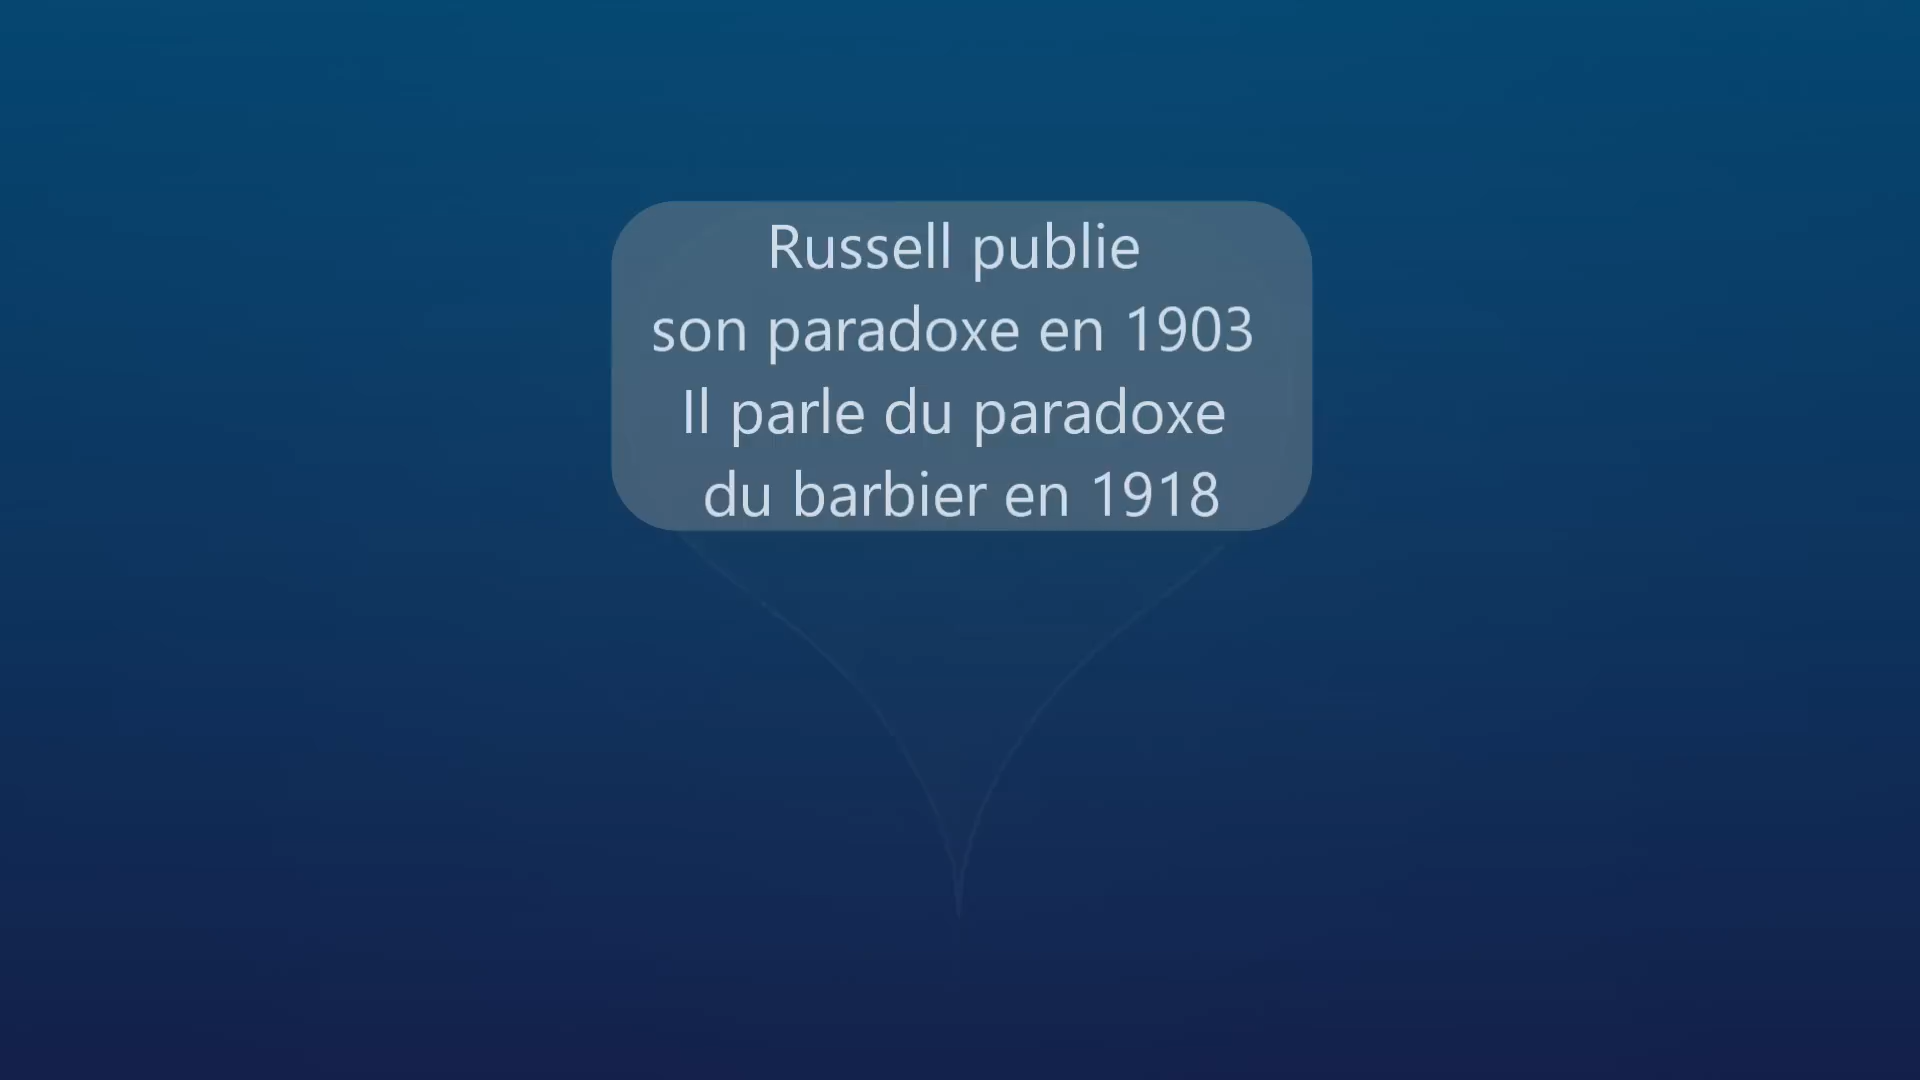 Russell publie
son paradoxe en 1903
Il parle du paradoxe
du barbier en 1918